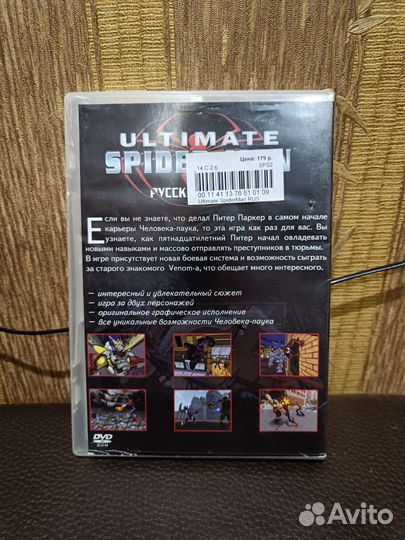 ULTIMATE
14.C.2.6 Цена: 179 р.
SPS2
00 11 41 13 76 51 01 09
Ultimate SpiderMan RUS
Если вы не знаете, что делал Питер Паркер в самом начале
карьеры Человека-паука, то эта игра как раз для вас. Вы
узнаете, как пятнадцатилетний Питер начал овладевать
новыми навыками и массово отправлять преступников в тюрьмы.
В игре присутствует новая боевая система и возможность сыграть
за старого знакомого Venom-а, что обещает много интересного.
– интересный и увлекательный сюжет
– игра за двух персонажей
– оригинальное графическое исполнение
– все уникальные возможности Человека-паука
DVD
ROM
Avito